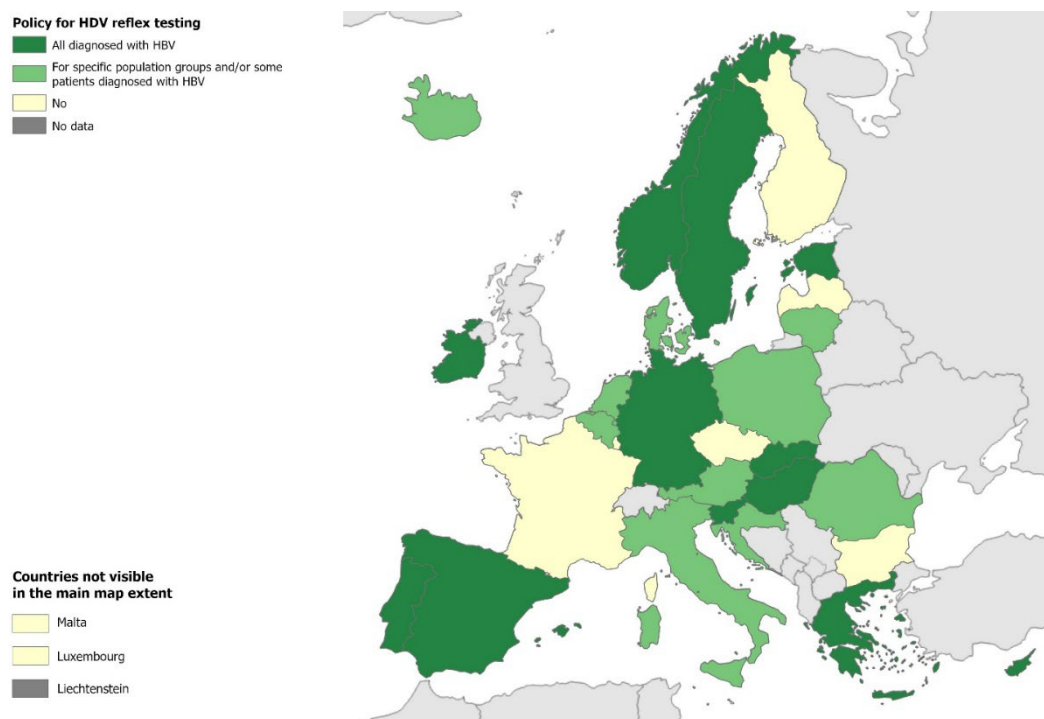 Policy for HDV reflex testing
All diagnosed with HBV
For specific population groups and/or some
patients diagnosed with HBV
No
No data
Countries not visible
in the main map extent
Malta
Luxembourg
Liechtenstein